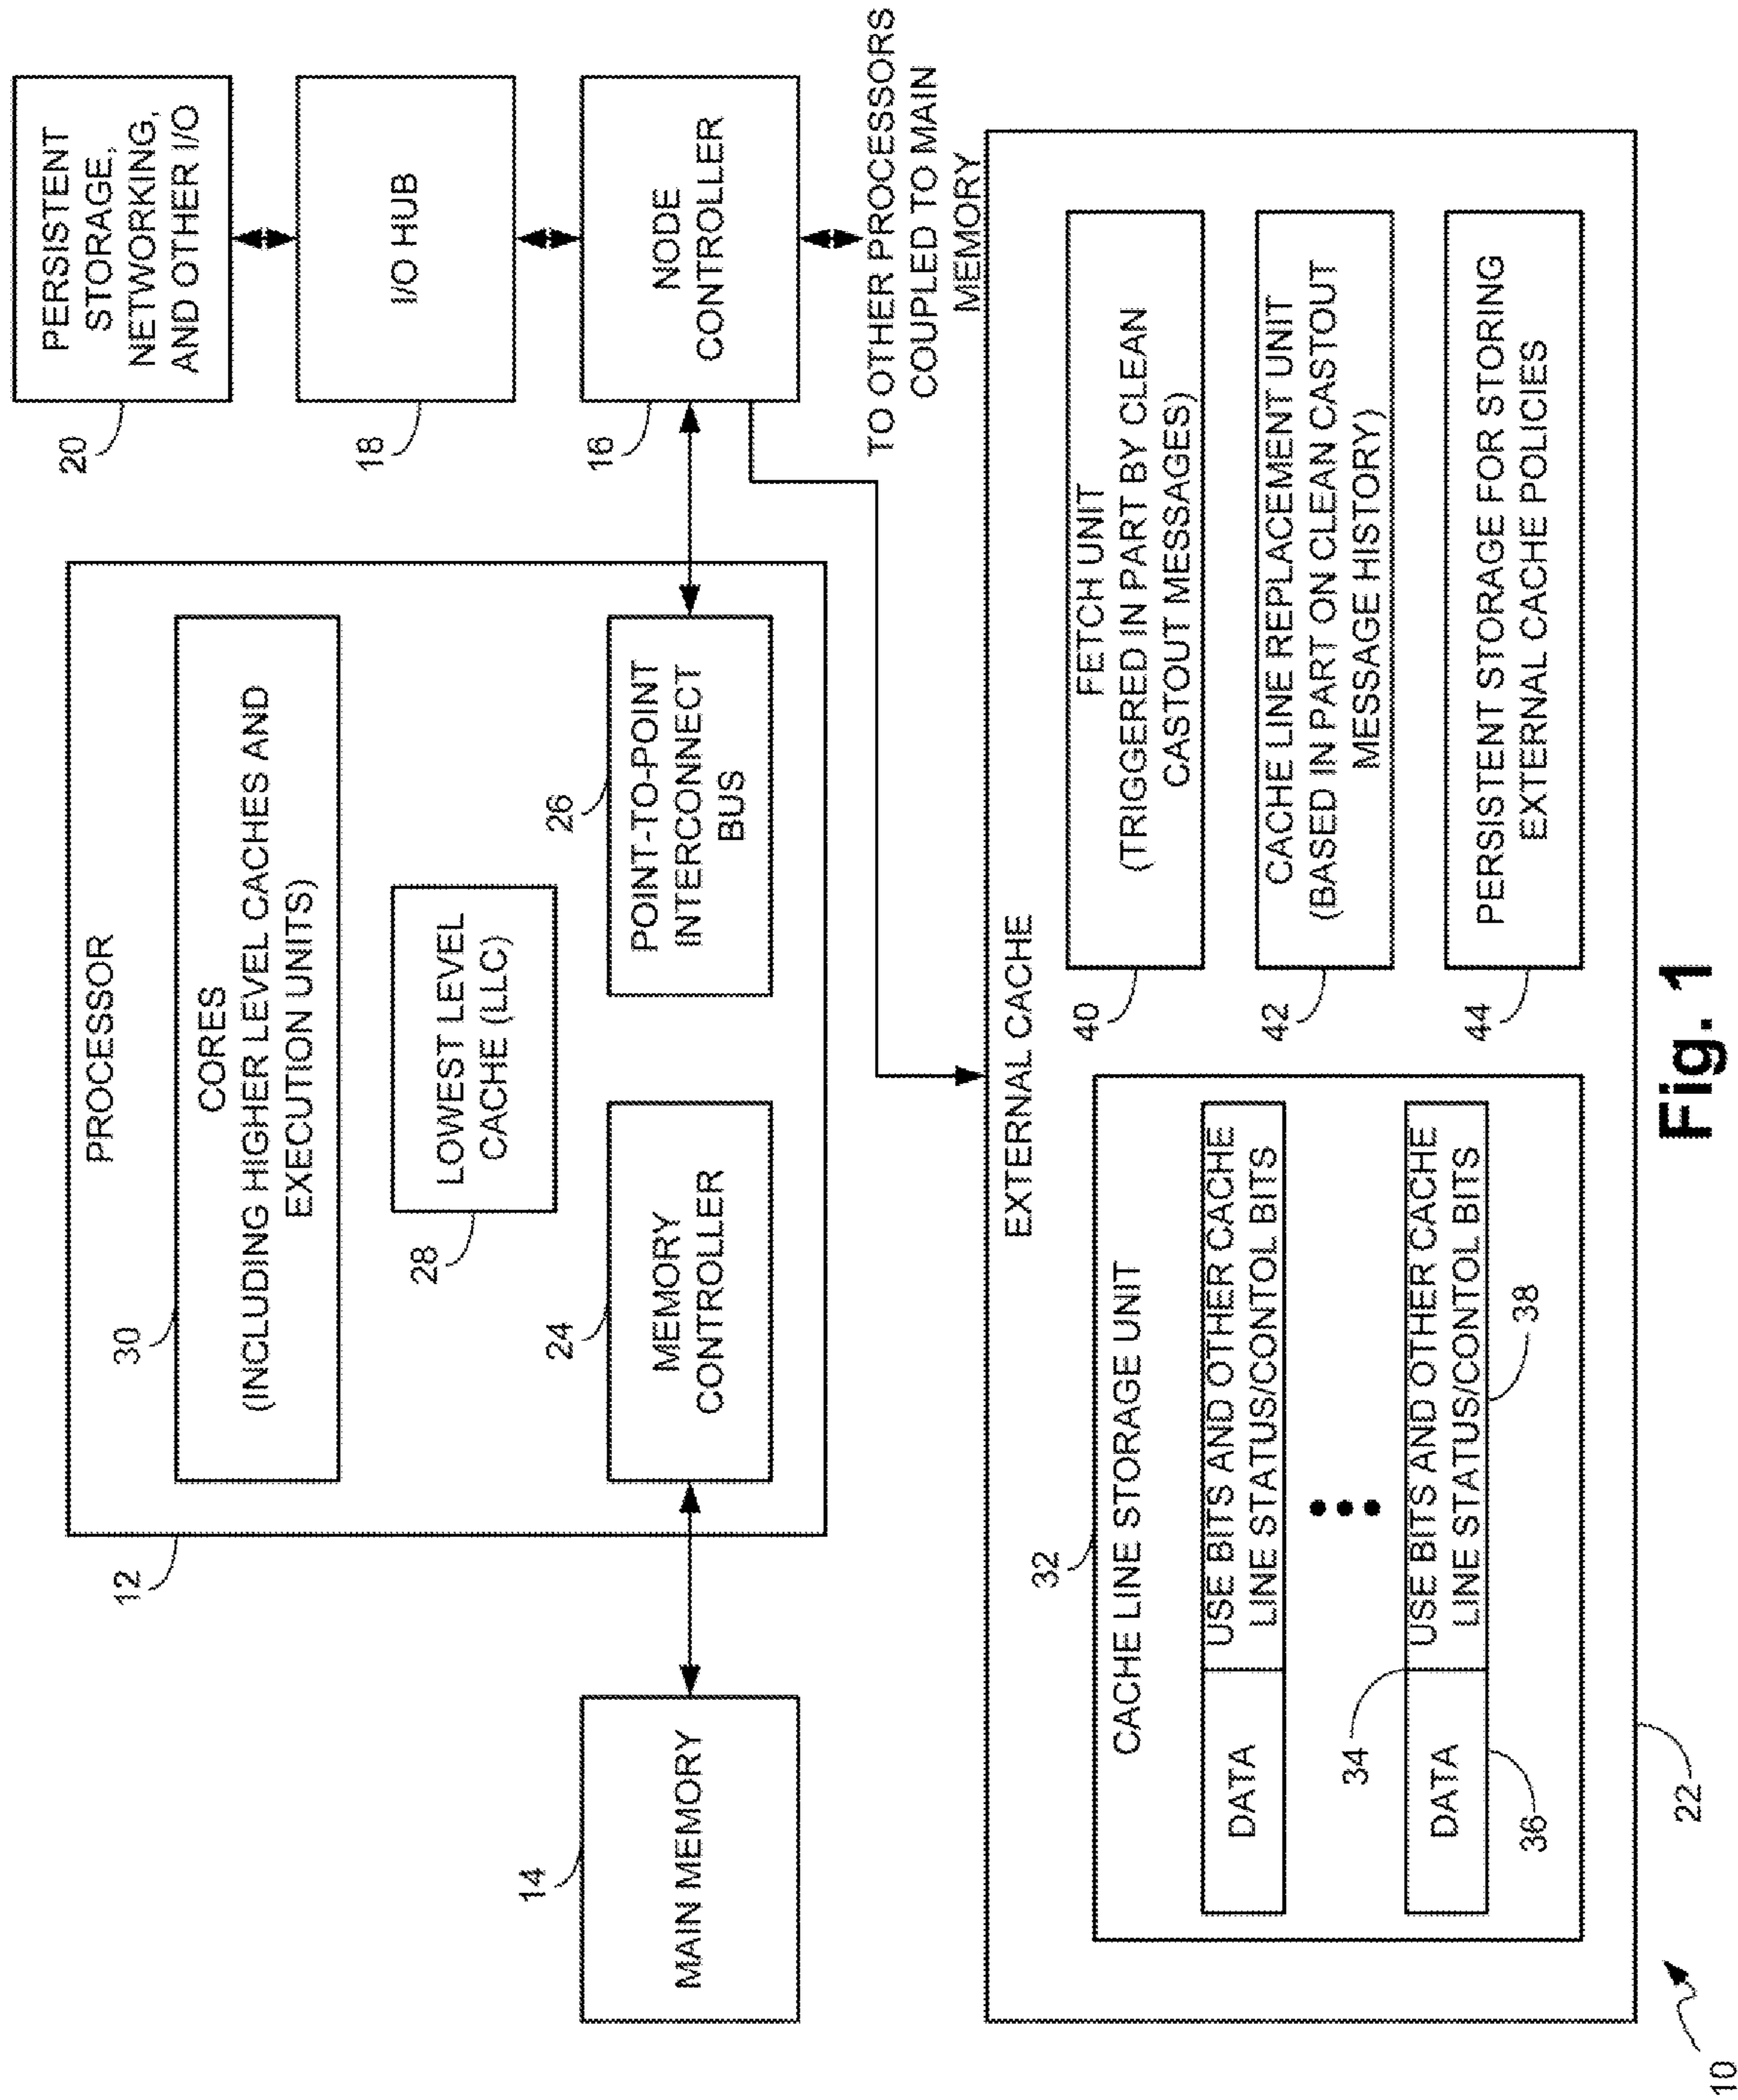 PERSISTENT
STORAGE,
NETWORKING,
AND OTHER I/O
20
I/O HUB
18
NODE
CONTROLLER
16
TO OTHER PROCESSORS
COUPLED TO MAIN
MEMORY
PROCESSOR
12
CORES
(INCLUDING HIGHER LEVEL CACHES AND
EXECUTION UNITS)
30
LOWEST LEVEL
CACHE (LLC)
28
MEMORY
CONTROLLER
24
POINT-TO-POINT
INTERCONNECT
BUS
26
MAIN MEMORY
14
EXTERNAL CACHE
CACHE LINE STORAGE UNIT
32
DATA
USE BITS AND OTHER CACHE
LINE STATUS/CONTOL BITS
34
DATA
USE BITS AND OTHER CACHE
LINE STATUS/CONTOL BITS
36
38
FETCH UNIT
(TRIGGERED IN PART BY CLEAN
CASTOUT MESSAGES)
40
CACHE LINE REPLACEMENT UNIT
(BASED IN PART ON CLEAN CASTOUT
MESSAGE HISTORY)
42
PERSISTENT STORAGE FOR STORING
EXTERNAL CACHE POLICIES
44
22
10
Fig. 1